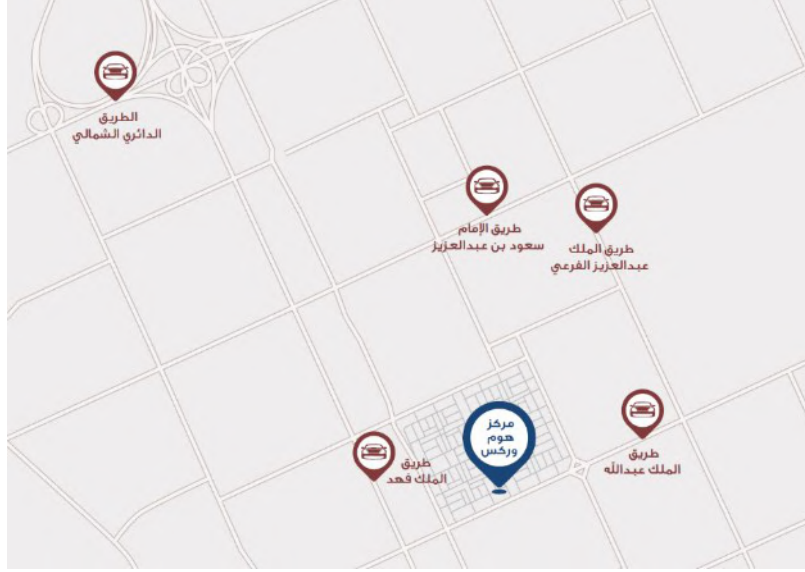 الطريق
الدائري الشمالي
طريق الإمام
سعود بن عبدالعزيز
طريق الملك
عبدالعزيز الفرعي
مركز
هوم
وركس
طريق
الملك عبدالله
طريق
الملك فهد